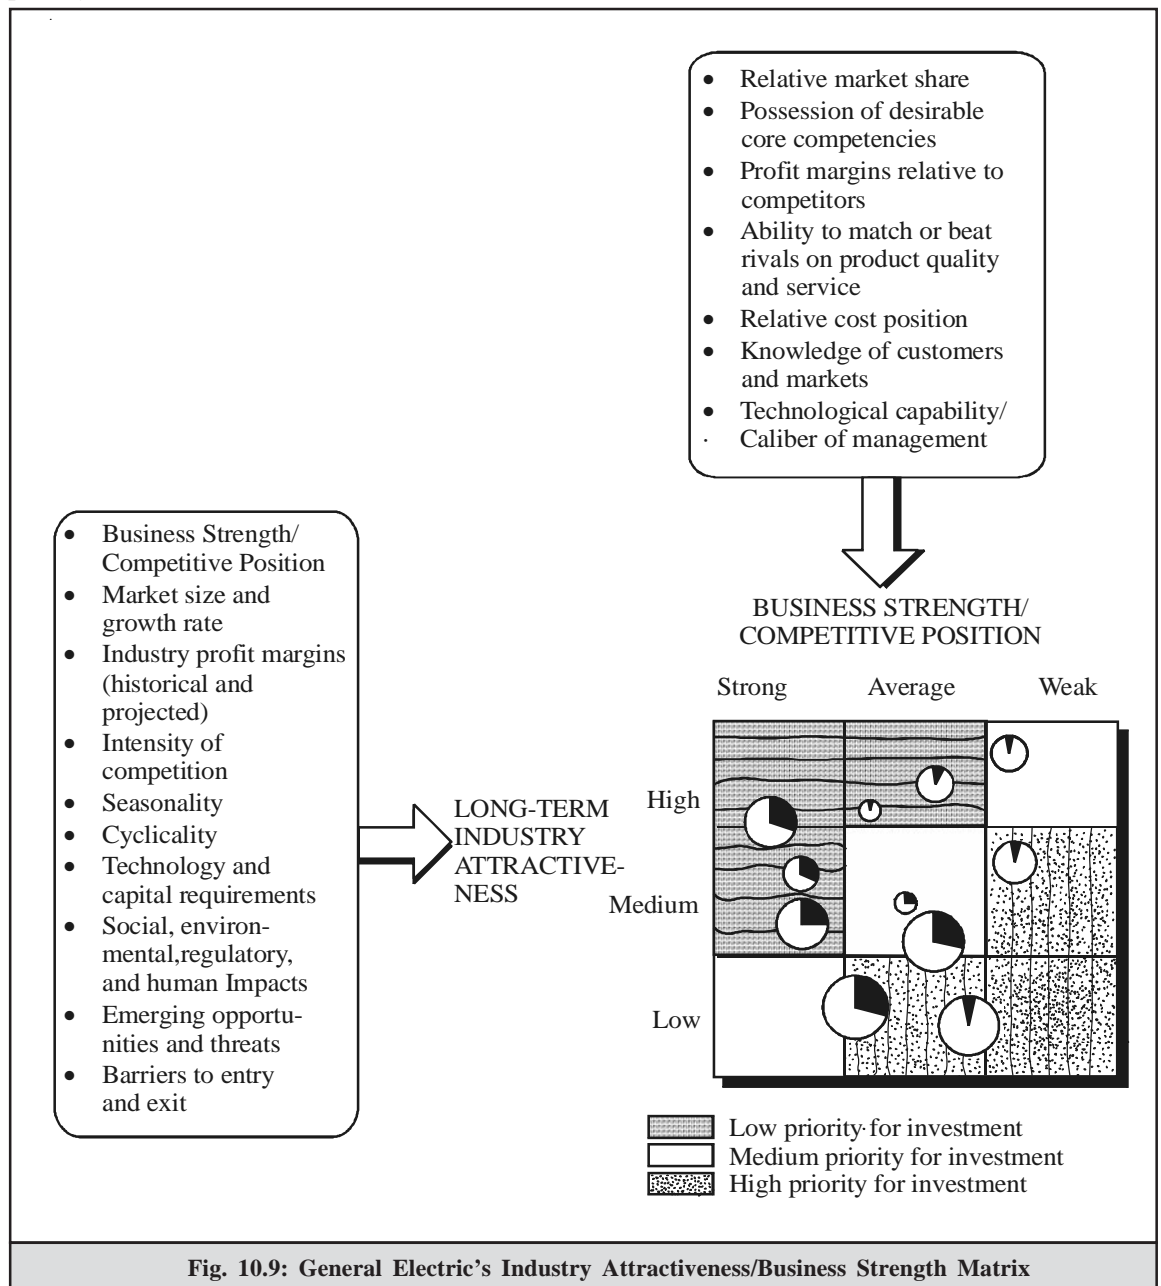 • Relative market share
• Possession of desirable
core competencies
• Profit margins relative to
competitors
• Ability to match or beat
rivals on product quality
and service
• Relative cost position
• Knowledge of customers
and markets
• Technological capability/
· Caliber of management
• Business Strength/
Competitive Position
• Market size and
growth rate
• Industry profit margins
(historical and
projected)
• Intensity of
competition
• Seasonality
• Cyclicality
• Technology and
capital requirements
• Social, environ-
mental,regulatory,
and human Impacts
• Emerging opportu-
nities and threats
• Barriers to entry
and exit
LONG-TERM
INDUSTRY
ATTRACTIVE-
NESS
BUSINESS STRENGTH/
COMPETITIVE POSITION
Strong Average Weak
High
Medium
Low
Low priority·for investment
Medium priority for investment
High priority for investment
Fig. 10.9: General Electric's Industry Attractiveness/Business Strength Matrix